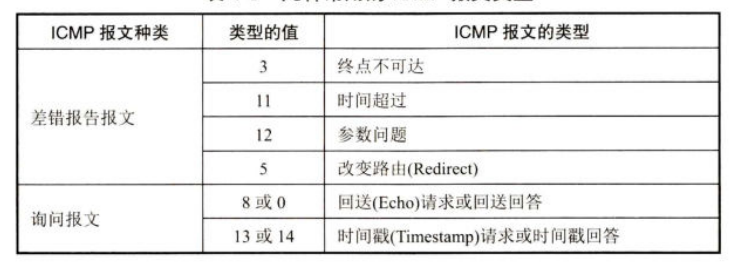 ICMP 报文种类 类型的值 ICMP 报文的类型
差错报告报文 3 终点不可达
11 时间超过
12 参数问题
5 改变路由(Redirect)
询问报文 8 或 0 回送(Echo)请求或回送回答
13 或 14 时间戳(Timestamp)请求或时间戳回答